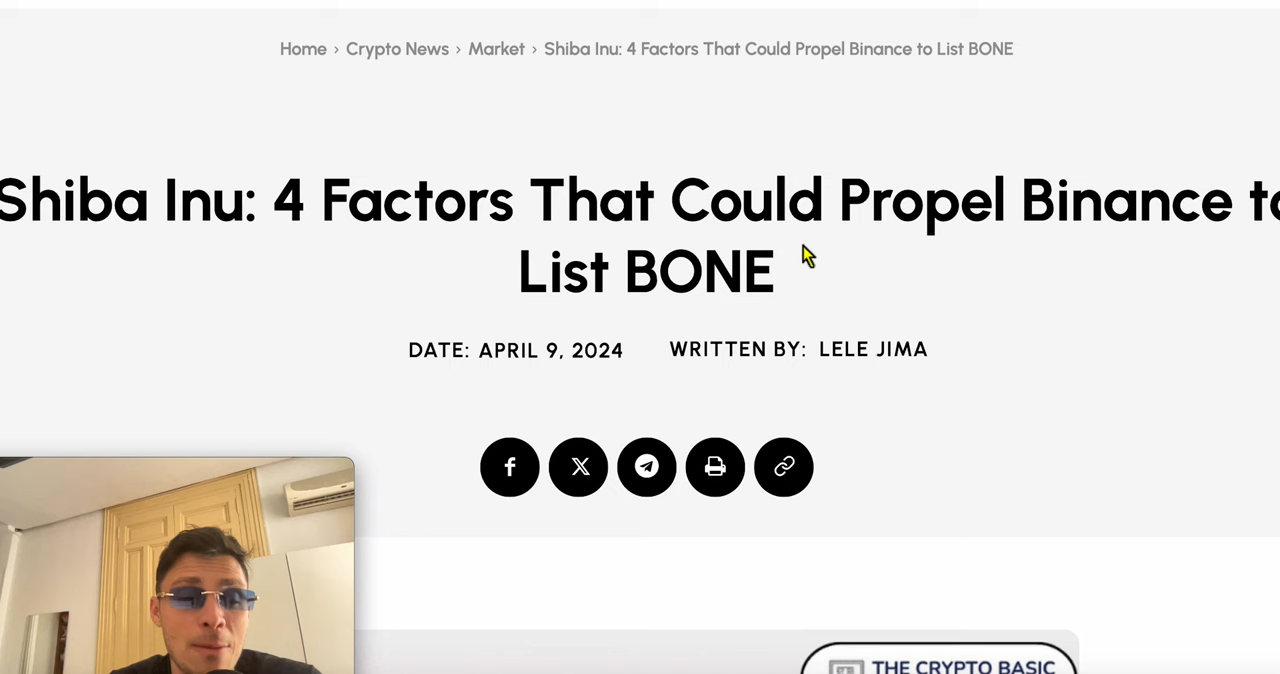 Home › Crypto News › Market › Shiba Inu: 4 Factors That Could Propel Binance to List BONE
Shiba Inu: 4 Factors That Could Propel Binance to
List BONE
DATE: APRIL 9, 2024 WRITTEN BY: LELE JIMA
THE CRYPTO BASIC